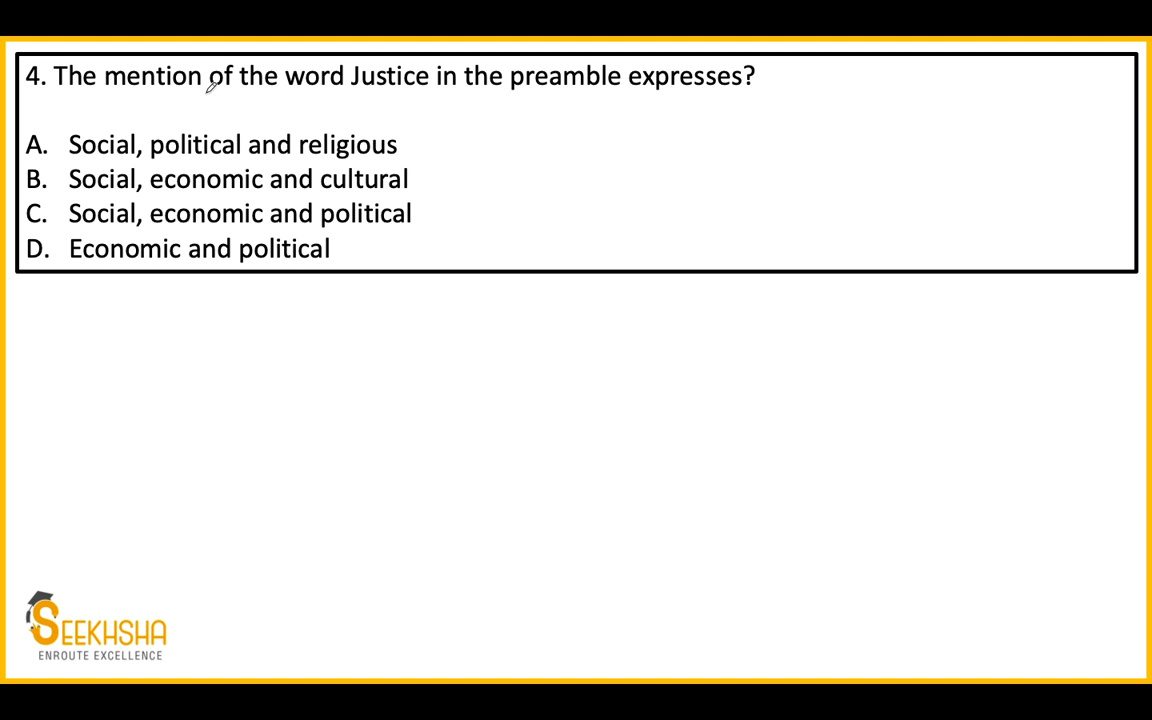 4. The mention of the word Justice in the preamble expresses?
A. Social, political and religious
B. Social, economic and cultural
C. Social, economic and political
D. Economic and political
SEEKHSHA
ENROUTE EXCELLENCE